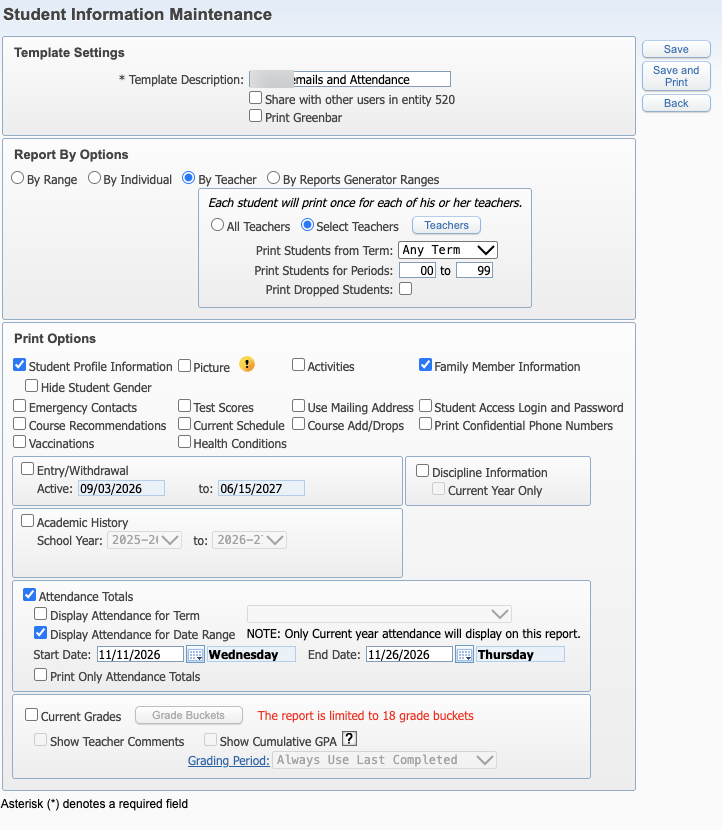 Student Information Maintenance
Template Settings
Save
* Template Description: emails and Attendance
Save and Print
Share with other users in entity 520
Back
Print Greenbar
Report By Options
By Range By Individual By Teacher By Reports Generator Ranges
Each student will print once for each of his or her teachers.
All Teachers Select Teachers Teachers
Print Students from Term: Any Term
Print Students for Periods: 00 to 99
Print Dropped Students:
Print Options
Student Profile Information Picture ! Activities Family Member Information
Hide Student Gender
Emergency Contacts Test Scores Use Mailing Address Student Access Login and Password
Course Recommendations Current Schedule Course Add/Drops Print Confidential Phone Numbers
Vaccinations Health Conditions
Entry/Withdrawal
Active: 09/03/2026 to: 06/15/2027
Discipline Information
Current Year Only
Academic History
School Year: 2025-2 to: 2026-2
Attendance Totals
Display Attendance for Term
Display Attendance for Date Range NOTE: Only Current year attendance will display on this report.
Start Date: 11/11/2026 Wednesday End Date: 11/26/2026 Thursday
Print Only Attendance Totals
Current Grades Grade Buckets The report is limited to 18 grade buckets
Show Teacher Comments Show Cumulative GPA ?
Grading Period: Always Use Last Completed
Asterisk (*) denotes a required field